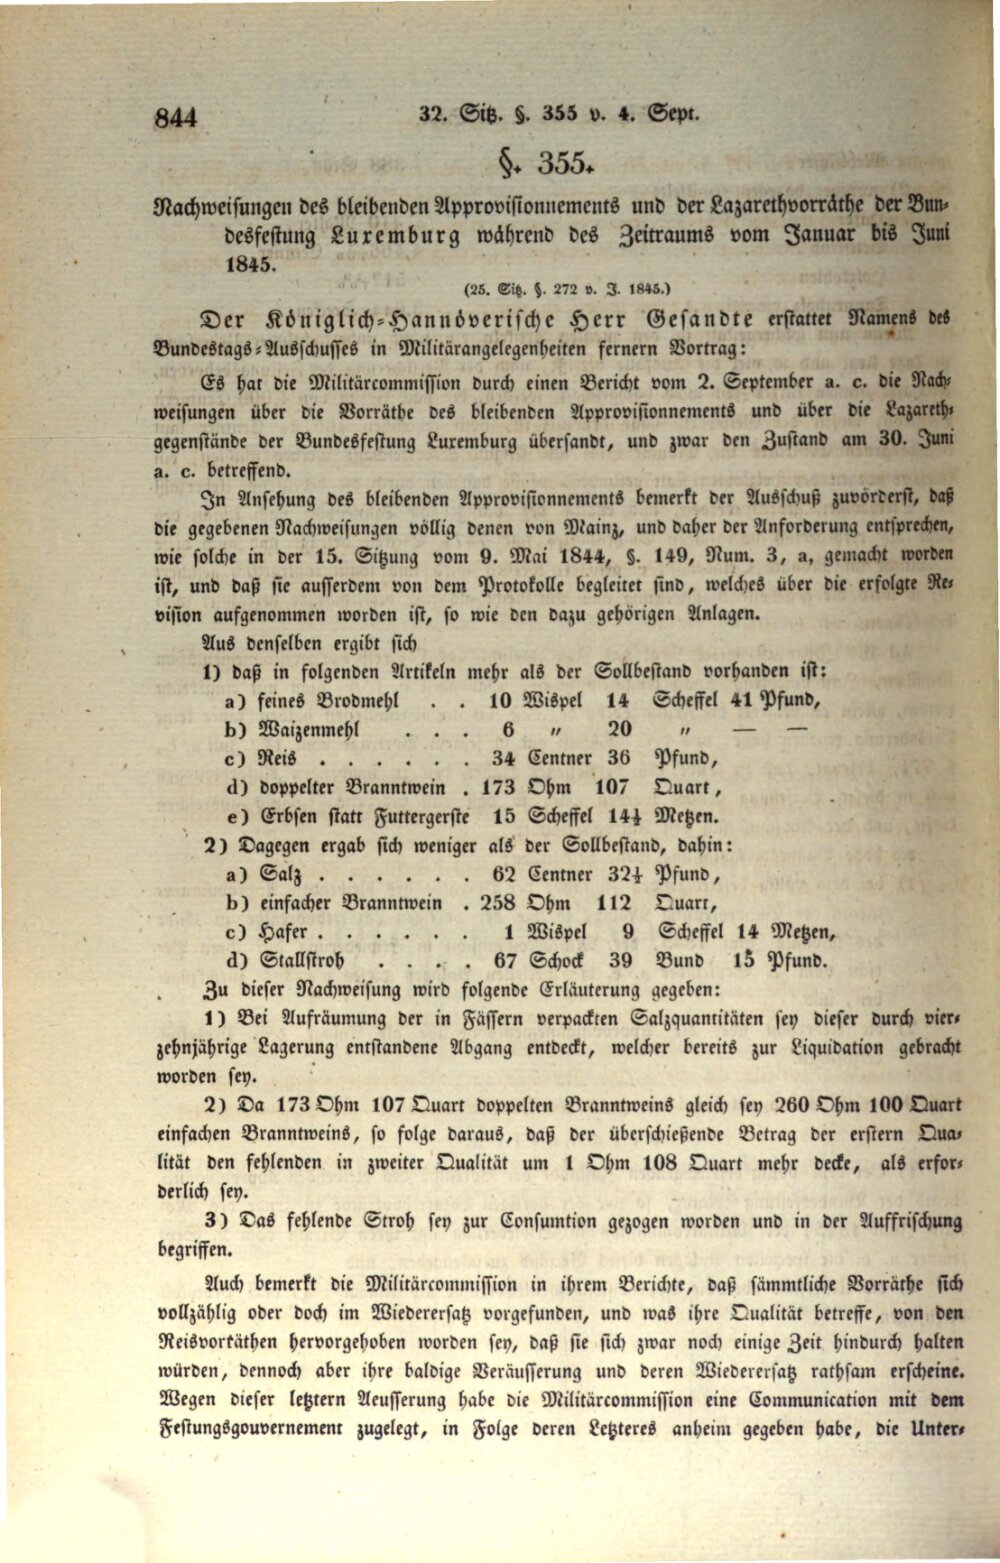 844
32. Sitz. §. 355 v. 4. Sept.
§. 355.
Nachweisungen des bleibenden Approvisionnements und der Lazarethvorräthe der Bun-
desfestung Luxemburg während des Zeitraums vom Januar bis Juni
1845.
(25. Sitz. §. 272 v. J. 1845.)
Der Königlich-Hannöverische Herr Gesandte erstattet Namens des
Bundestags-Ausschusses in Militärangelegenheiten fernern Vortrag:
Es hat die Militärcommission durch einen Bericht vom 2. September a. c. die Nach-
weisungen über die Vorräthe des bleibenden Approvisionnements und über die Lazareth-
gegenstände der Bundesfestung Luxemburg übersandt, und zwar den Zustand am 30. Juni
a. c. betreffend.
In Ansehung des bleibenden Approvisionnements bemerkt der Ausschuß zuvörderst, daß
die gegebenen Nachweisungen völlig denen von Mainz, und daher der Anforderung entsprechen,
wie solche in der 15. Sitzung vom 9. Mai 1844, §. 149, Num. 3, a, gemacht worden
ist, und daß sie ausserdem von dem Protokolle begleitet sind, welches über die erfolgte Re-
vision aufgenommen worden ist, so wie den dazu gehörigen Anlagen.
Aus denselben ergibt sich
1) daß in folgenden Artikeln mehr als der Sollbestand vorhanden ist:
a) feines Brodmehl . . 10 Wispel 14 Scheffel 41 Pfund,
b) Waizenmehl . . . 6 " 20 " — —
c) Reis . . . . . . 34 Centner 36 Pfund,
d) doppelter Branntwein . 173 Ohm 107 Quart,
e) Erbsen statt Futtergerste 15 Scheffel 14½ Metzen.
2) Dagegen ergab sich weniger als der Sollbestand, dahin:
a) Salz . . . . . . 62 Centner 32½ Pfund,
b) einfacher Branntwein . 258 Ohm 112 Quart,
c) Hafer . . . . . . 1 Wispel 9 Scheffel 14 Metzen,
d) Stallstroh . . . . 67 Schock 39 Bund 15 Pfund.
Zu dieser Nachweisung wird folgende Erläuterung gegeben:
1) Bei Aufräumung der in Fässern verpackten Salzquantitäten sey dieser durch vier-
zehnjährige Lagerung entstandene Abgang entdeckt, welcher bereits zur Liquidation gebracht
worden sey.
2) Da 173 Ohm 107 Quart doppelten Branntweins gleich sey 260 Ohm 100 Quart
einfachen Branntweins, so folge daraus, daß der überschießende Betrag der erstern Qua-
lität den fehlenden in zweiter Qualität um 1 Ohm 108 Quart mehr decke, als erfor-
derlich sey.
3) Das fehlende Stroh sey zur Consumtion gezogen worden und in der Auffrischung
begriffen.
Auch bemerkt die Militärcommission in ihrem Berichte, daß sämmtliche Vorräthe sich
vollzählig oder doch im Wiederersatz vorgefunden, und was ihre Qualität betreffe, von den
Reisvorräthen hervorgehoben worden sey, daß sie sich zwar noch einige Zeit hindurch halten
würden, dennoch aber ihre baldige Veräusserung und deren Wiederersatz rathsam erscheine.
Wegen dieser letztern Aeusserung habe die Militärcommission eine Communication mit dem
Festungsgouvernement zugelegt, in Folge deren Letzteres anheim gegeben habe, die Unter-